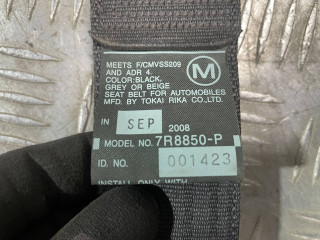 MEETS F/CMVSS209
AND ADR 4.
COLOR:BLACK,
GREY OR BEIGE
SEAT BELT FOR AUTOMOBILES
MFD. BY TOKAI RIKA CO.,LTD.
M
IN SEP 2008
MODEL NO. 7R8850-P
ID. NO. 001423
INSTALL ONLY WITH